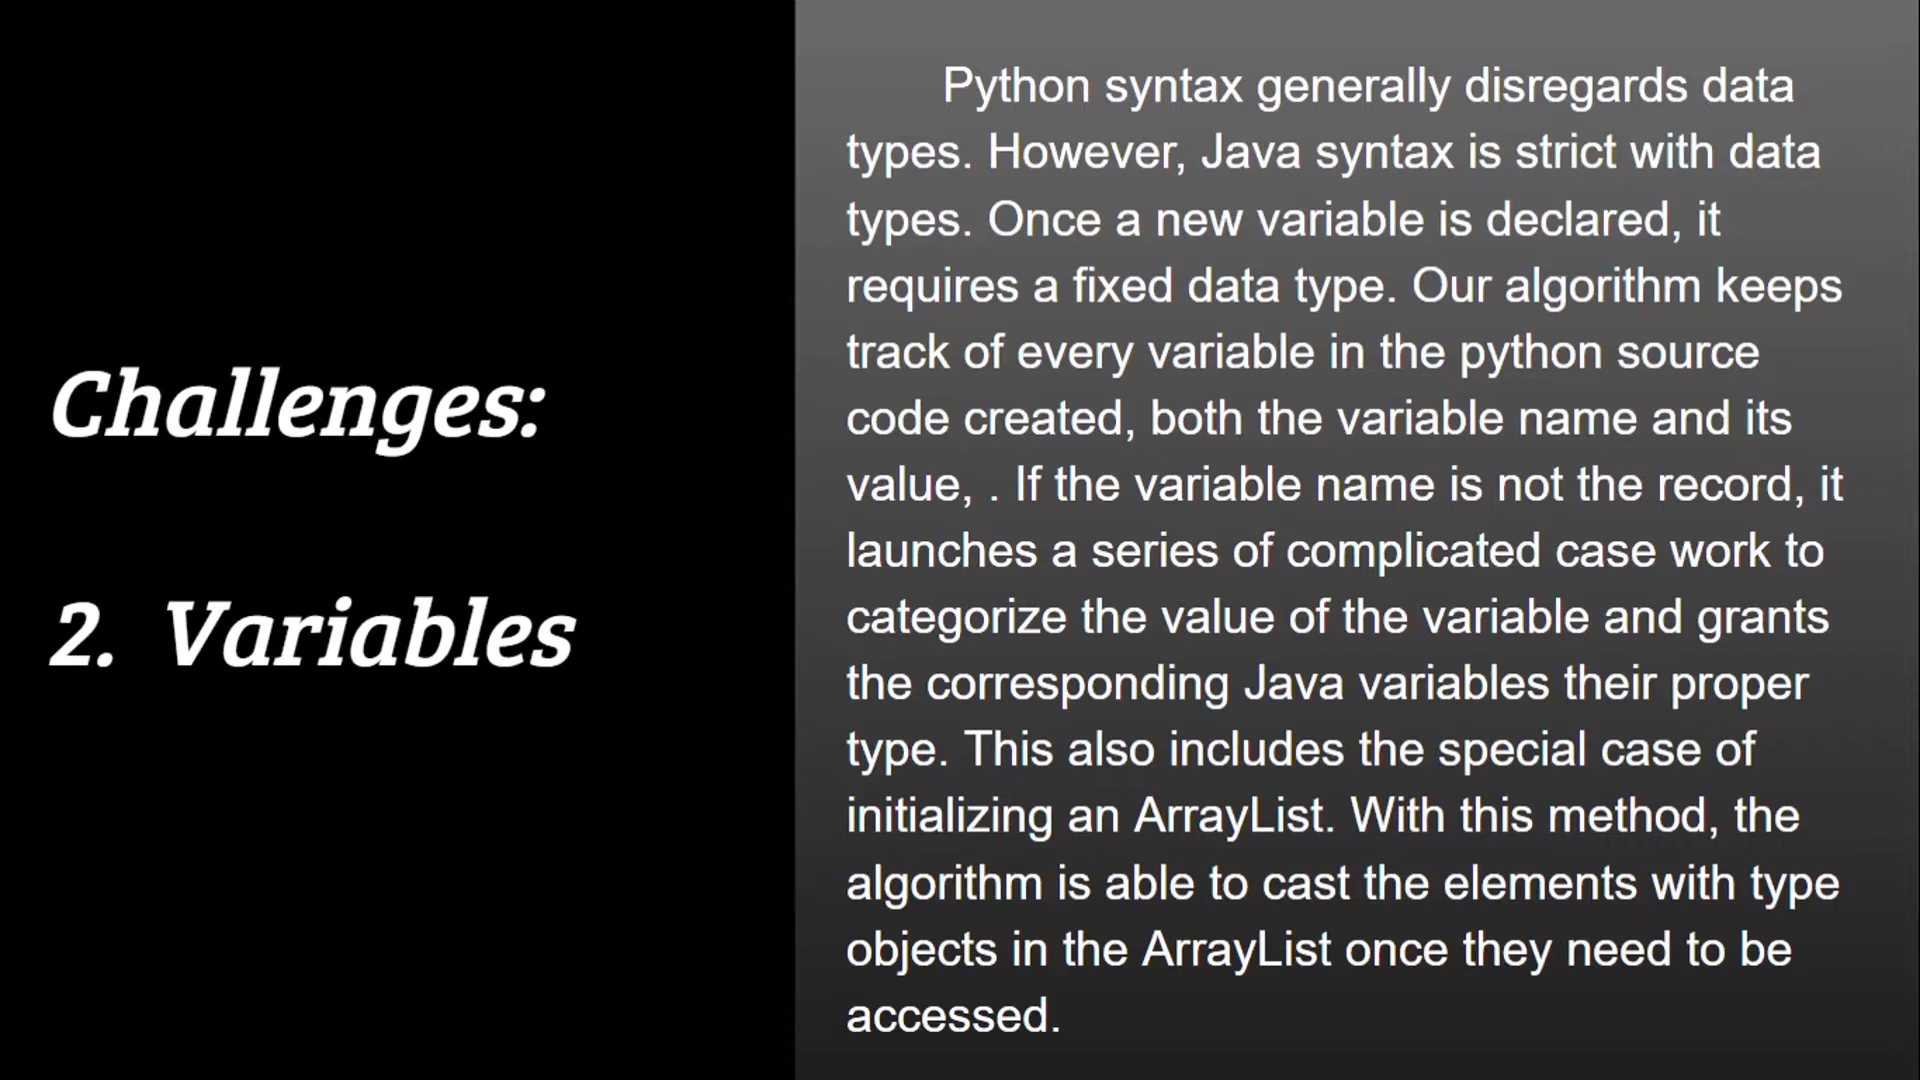 Challenges:
2. Variables
Python syntax generally disregards data
types. However, Java syntax is strict with data
types. Once a new variable is declared, it
requires a fixed data type. Our algorithm keeps
track of every variable in the python source
code created, both the variable name and its
value, . If the variable name is not the record, it
launches a series of complicated case work to
categorize the value of the variable and grants
the corresponding Java variables their proper
type. This also includes the special case of
initializing an ArrayList. With this method, the
algorithm is able to cast the elements with type
objects in the ArrayList once they need to be
accessed.